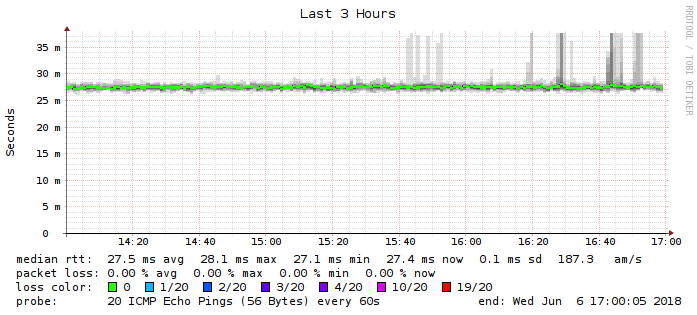 Last 3 Hours
RRDTOOL / TOBI OETIKER
Seconds
35 m
30 m
25 m
20 m
15 m
10 m
5 m
0
14:20 14:40 15:00 15:20 15:40 16:00 16:20 16:40 17:00
median rtt: 27.5 ms avg 28.1 ms max 27.1 ms min 27.4 ms now 0.1 ms sd 187.3 am/s
packet loss: 0.00 % avg 0.00 % max 0.00 % min 0.00 % now
loss color: 0 1/20 2/20 3/20 4/20 10/20 19/20
probe: 20 ICMP Echo Pings (56 Bytes) every 60s end: Wed Jun 6 17:00:05 2018